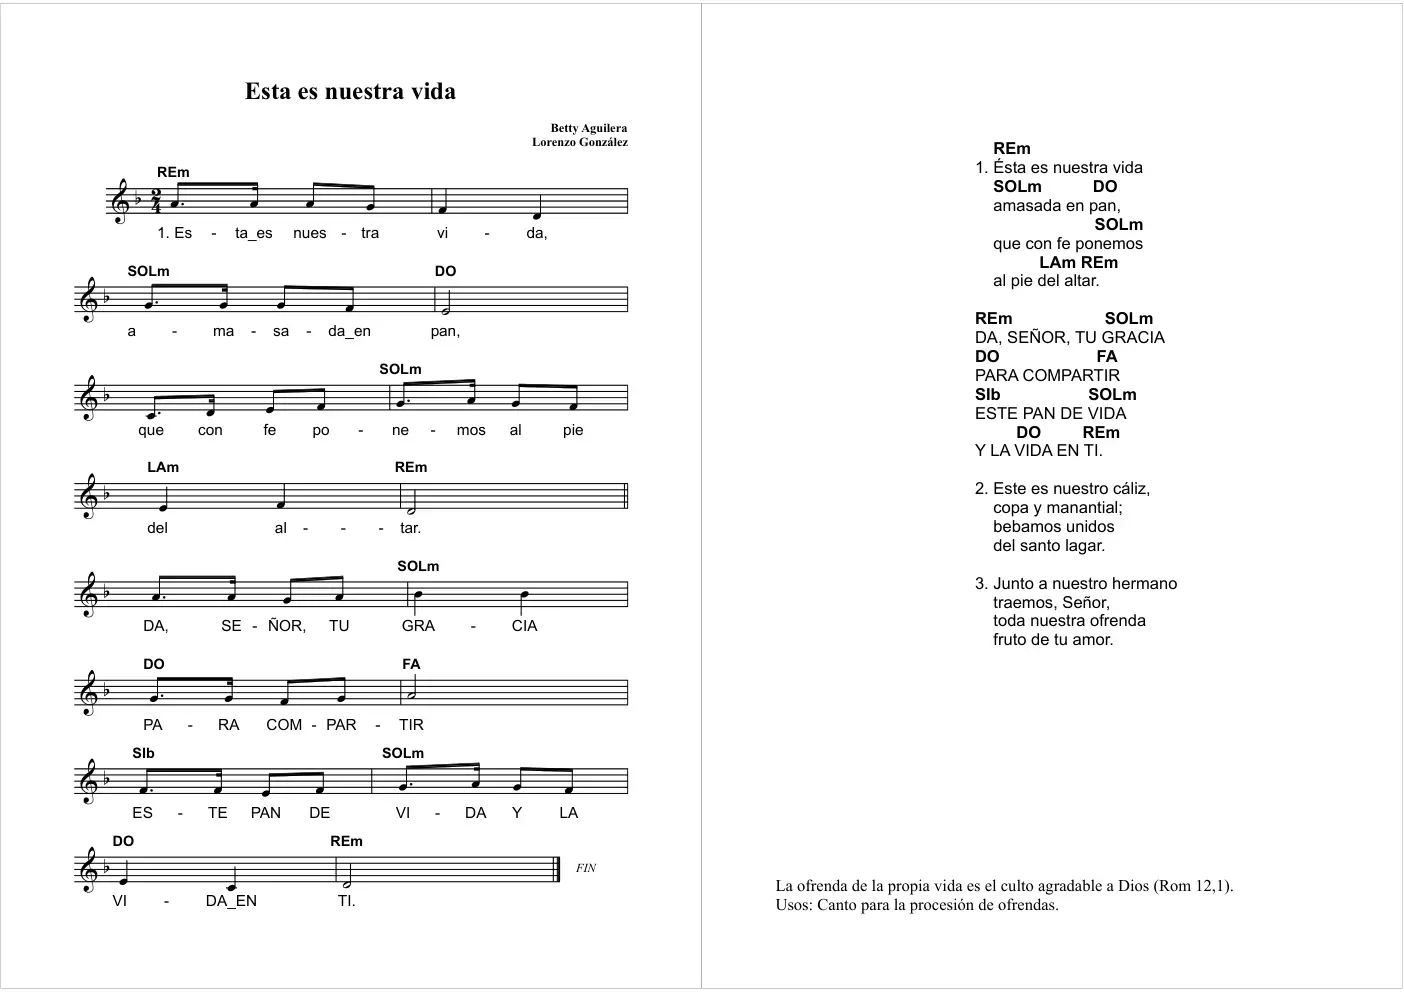 Esta es nuestra vida
Betty Aguilera
Lorenzo González
REm
2
4
1. Es - ta_es nues - tra vi - da,
SOLm DO
a - ma - sa - da_en pan,
SOLm
que con fe po - ne - mos al pie
LAm REm
del al - - - tar.
SOLm
DA, SE - ÑOR, TU GRA - CIA
DO FA
PA - RA COM - PAR - TIR
SIb SOLm
ES - TE PAN DE VI - DA Y LA
DO REm
FIN
VI - DA_EN TI.
REm
1. Ésta es nuestra vida
SOLm DO
amasada en pan,
SOLm
que con fe ponemos
LAm REm
al pie del altar.
REm SOLm
DA, SEÑOR, TU GRACIA
DO FA
PARA COMPARTIR
SIb SOLm
ESTE PAN DE VIDA
DO REm
Y LA VIDA EN TI.
2. Este es nuestro cáliz,
copa y manantial;
bebamos unidos
del santo lagar.
3. Junto a nuestro hermano
traemos, Señor,
toda nuestra ofrenda
fruto de tu amor.
La ofrenda de la propia vida es el culto agradable a Dios (Rom 12,1).
Usos: Canto para la procesión de ofrendas.